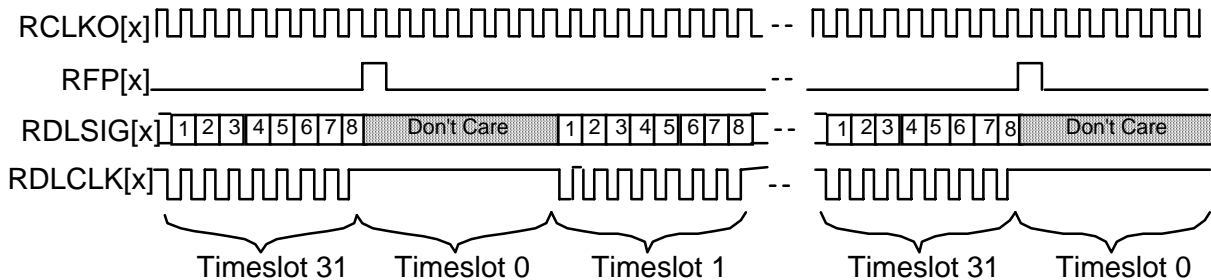 RCLKO[x] -- 
RFP[x] --
RDLSIG[x] 1 2 3 4 5 6 7 8 Don't Care 1 2 3 4 5 6 7 8 -- 1 2 3 4 5 6 7 8 Don't Care
RDLCLK[x] --
Timeslot 31 Timeslot 0 Timeslot 1 Timeslot 31 Timeslot 0